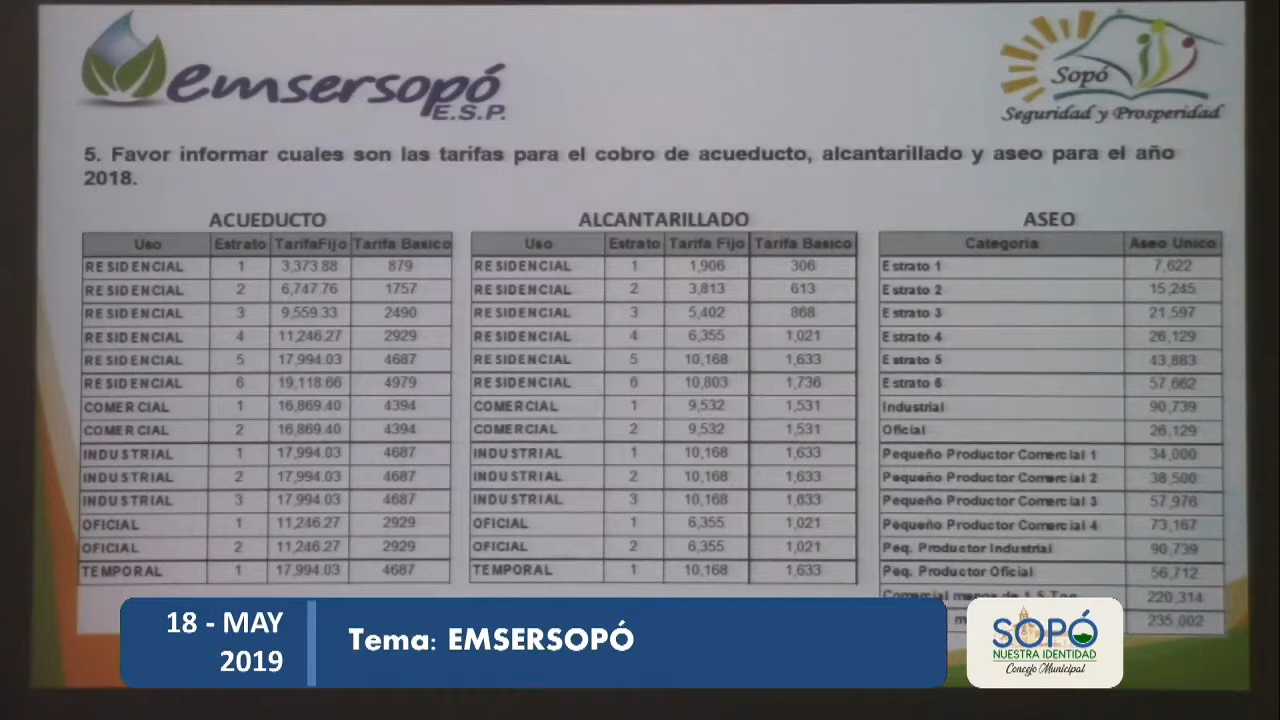 emsersopó
E.S.P.
Sopó
Seguridad y Prosperidad
5. Favor informar cuales son las tarifas para el cobro de acueducto, alcantarillado y aseo para el año
2018.
ACUEDUCTO
Uso Estrato TarifaFijo Tarifa Basico
RESIDENCIAL 1 3,373.88 879
RESIDENCIAL 2 6,747.76 1757
RESIDENCIAL 3 9,559.33 2490
RESIDENCIAL 4 11,246.27 2929
RESIDENCIAL 5 17,994.03 4687
RESIDENCIAL 6 19,118.66 4979
COMERCIAL 1 16,869.40 4394
COMERCIAL 2 16,869.40 4394
INDUSTRIAL 1 17,994.03 4687
INDUSTRIAL 2 17,994.03 4687
INDUSTRIAL 3 17,994.03 4687
OFICIAL 1 11,246.27 2929
OFICIAL 2 11,246.27 2929
TEMPORAL 1 17,994.03 4687
ALCANTARILLADO
Uso Estrato Tarifa Fijo Tarifa Basico
RESIDENCIAL 1 1,906 306
RESIDENCIAL 2 3,813 613
RESIDENCIAL 3 5,402 868
RESIDENCIAL 4 6,355 1,021
RESIDENCIAL 5 10,168 1,633
RESIDENCIAL 6 10,803 1,736
COMERCIAL 1 9,532 1,531
COMERCIAL 2 9,532 1,531
INDUSTRIAL 1 10,168 1,633
INDUSTRIAL 2 10,168 1,633
INDUSTRIAL 3 10,168 1,633
OFICIAL 1 6,355 1,021
OFICIAL 2 6,355 1,021
TEMPORAL 1 10,168 1,633
ASEO
Categoria Aseo Unico
Estrato 1 7,622
Estrato 2 15,245
Estrato 3 21,597
Estrato 4 26,129
Estrato 5 43,883
Estrato 6 57,662
Industrial 90,739
Oficial 26,129
Pequeño Productor Comercial 1 34,000
Pequeño Productor Comercial 2 38,500
Pequeño Productor Comercial 3 57,976
Pequeño Productor Comercial 4 73,167
Peq. Productor Industrial 90,739
Peq. Productor Oficial 56,712
220,314
235,002
18 - MAY
2019
Tema: EMSERSOPÓ
SOPÓ
NUESTRA IDENTIDAD
Concejo Municipal